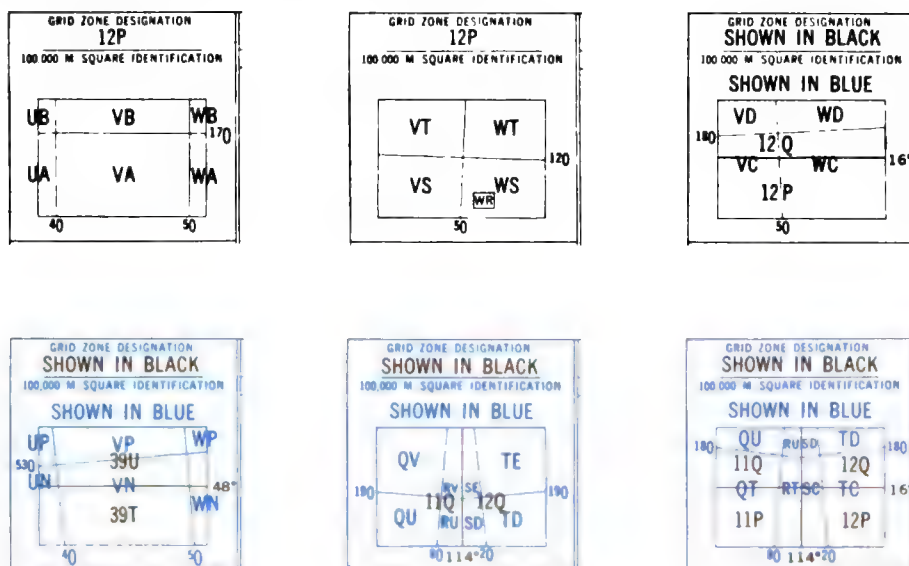 GRID ZONE DESIGNATION
12P
100 000 M SQUARE IDENTIFICATION
UB VB WB
170
UA VA WA
40 50
GRID ZONE DESIGNATION
12P
100 000 M SQUARE IDENTIFICATION
VT WT
120
VS WS
WR
50
GRID ZONE DESIGNATION
SHOWN IN BLACK
100 000 M SQUARE IDENTIFICATION
SHOWN IN BLUE
VD WD
180
12Q
16°
VC WC
12P
50
GRID ZONE DESIGNATION
SHOWN IN BLACK
100,000 M SQUARE IDENTIFICATION
SHOWN IN BLUE
UP VP WP
530 39U
UN VN 48°
WN
39T
40 50
GRID ZONE DESIGNATION
SHOWN IN BLACK
100,000 M SQUARE IDENTIFICATION
SHOWN IN BLUE
QV TE
RV SE
190 190
11Q 12Q
QU RU SD TD
80 114° 20
GRID ZONE DESIGNATION
SHOWN IN BLACK
100 000 M SQUARE IDENTIFICATION
SHOWN IN BLUE
180 QU RU SD TD 180
11Q 12Q
QT RT SC TC 16°
11P 12P
80 114° 20